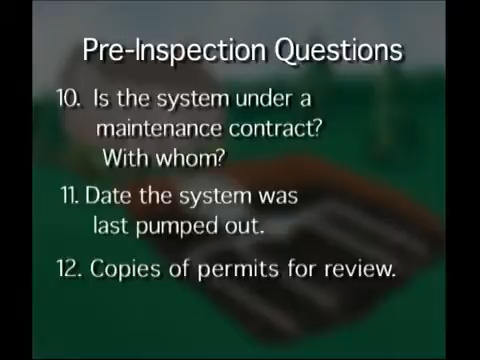 Pre-Inspection Questions
10. Is the system under a
maintenance contract?
With whom?
11. Date the system was
last pumped out.
12. Copies of permits for review.